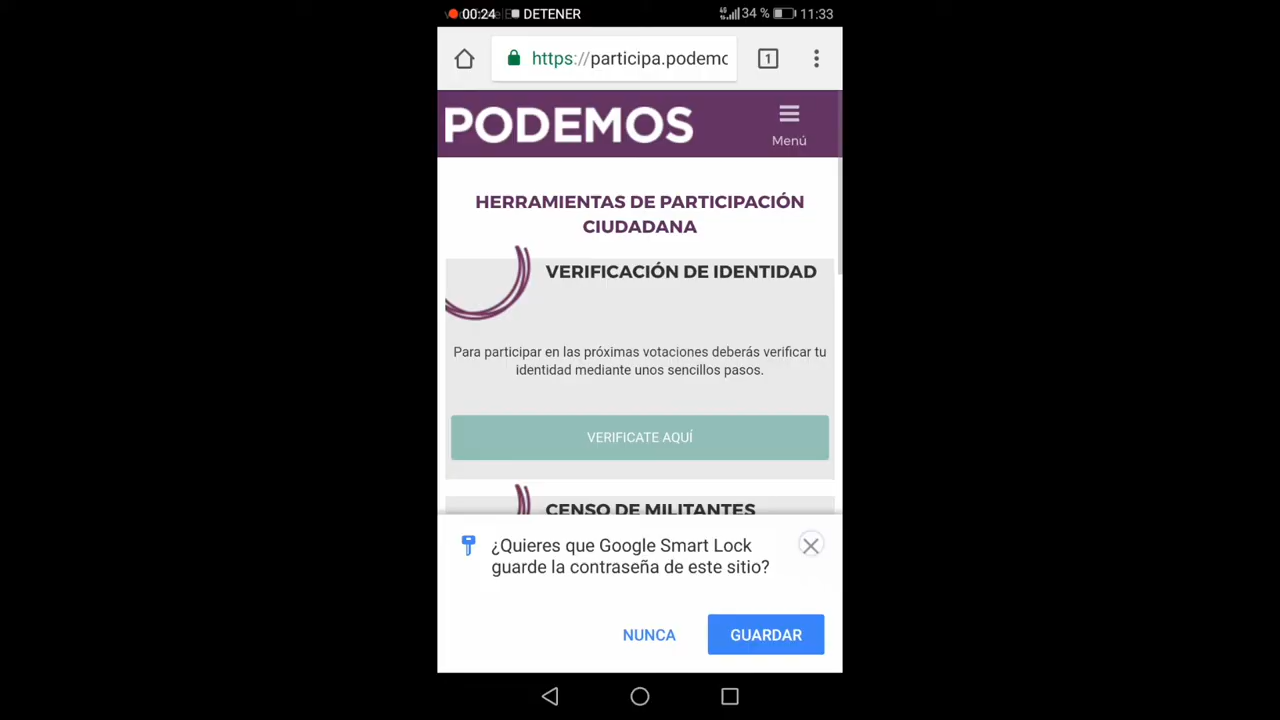 00:24 DETENER 4G 34 % 11:33
https://participa.podemo
1
PODEMOS
Menú
HERRAMIENTAS DE PARTICIPACIÓN
CIUDADANA
VERIFICACIÓN DE IDENTIDAD
Para participar en las próximas votaciones deberás verificar tu
identidad mediante unos sencillos pasos.
VERIFICATE AQUÍ
CENSO DE MILITANTES
¿Quieres que Google Smart Lock
guarde la contraseña de este sitio?
NUNCA
GUARDAR